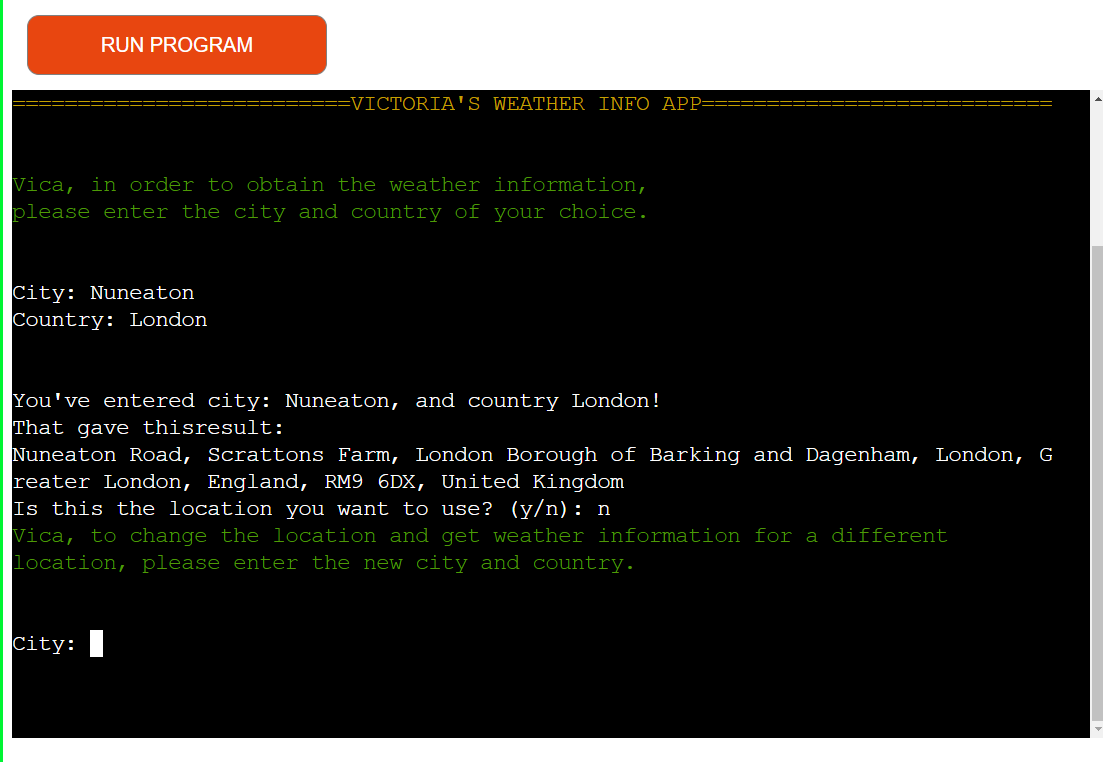 RUN PROGRAM
==========================VICTORIA'S WEATHER INFO APP===========================
Vica, in order to obtain the weather information,
please enter the city and country of your choice.
City: Nuneaton
Country: London
You've entered city: Nuneaton, and country London!
That gave thisresult:
Nuneaton Road, Scrattons Farm, London Borough of Barking and Dagenham, London, G
reater London, England, RM9 6DX, United Kingdom
Is this the location you want to use? (y/n): n
Vica, to change the location and get weather information for a different
location, please enter the new city and country.
City: